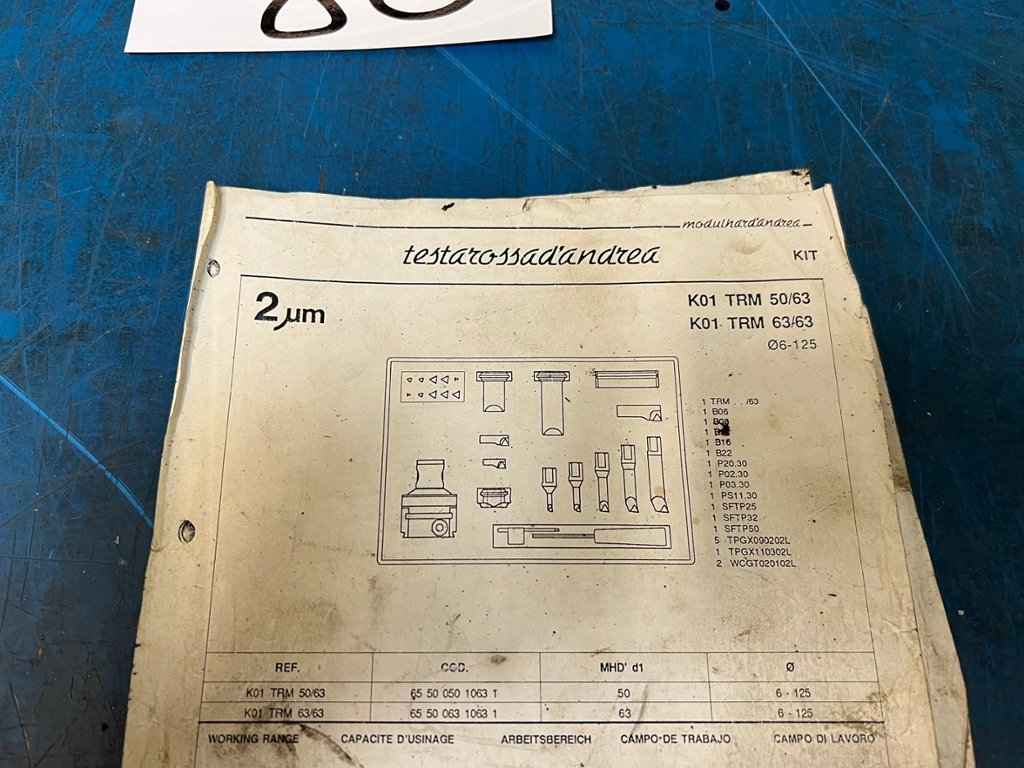 modulhard'andrea
testarossad'andrea
KIT
2µm
K01 TRM 50/63
K01 TRM 63/63
Ø6-125
1 TRM . . /63
1 B06
1 B08
1
1 B16
1 B22
1 P20.30
1 P02.30
1 P03.30
1 PS11.30
1 SFTP25
1 SFTP32
1 SFTP50
5 TPGX090202L
1 TPGX110302L
2 WCGT020102L
REF. COD. MHD' d1 Ø
K01 TRM 50/63 65 50 050 1063 1 50 6 - 125
K01 TRM 63/63 65 50 063 1063 1 63 6 - 125
WORKING RANGE CAPACITE D'USINAGE ARBEITSBEREICH CAMPO DE TRABAJO CAMPO DI LAVORO